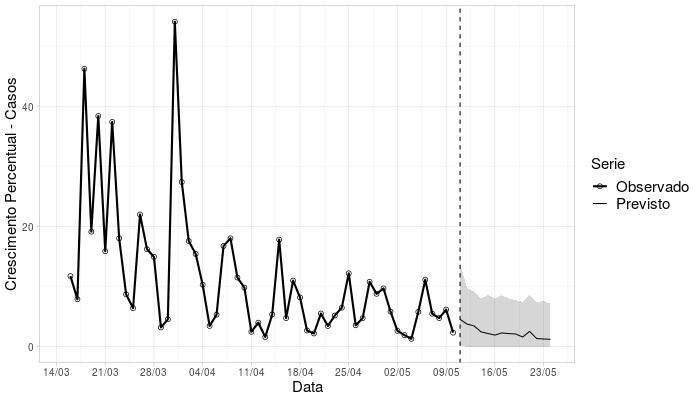 Crescimento Percentual - Casos
40
20
0
14/03 21/03 28/03 04/04 11/04 18/04 25/04 02/05 09/05 16/05 23/05
Data
Serie
Observado
Previsto